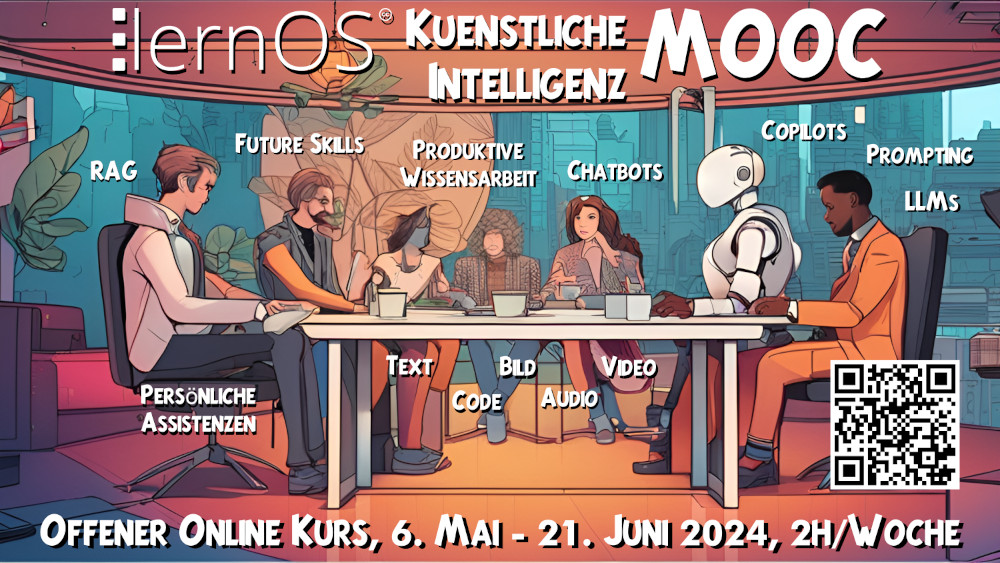 lernOS®
KUENSTLICHE
INTELLIGENZ
MOOC
RAG
FUTURE SKILLS
PRODUKTIVE
WISSENSARBEIT
CHATBOTS
COPILOTS
PROMPTING
LLMS
TEXT
BILD
VIDEO
CODE
AUDIO
PERSÖNLICHE
ASSISTENZEN
OFFENER ONLINE KURS, 6. MAI - 21. JUNI 2024, 2H/WOCHE